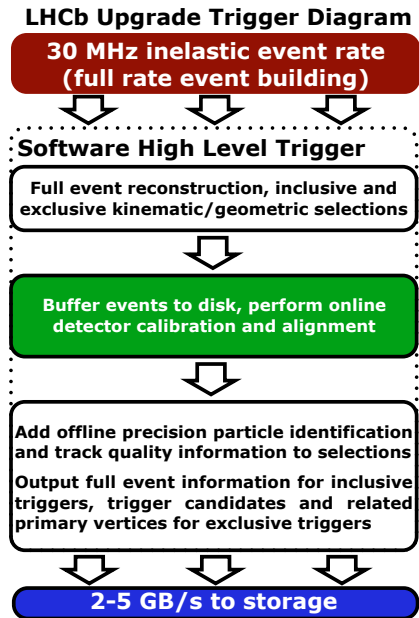 LHCb Upgrade Trigger Diagram
30 MHz inelastic event rate
(full rate event building)
Software High Level Trigger
Full event reconstruction, inclusive and
exclusive kinematic/geometric selections
Buffer events to disk, perform online
detector calibration and alignment
Add offline precision particle identification
and track quality information to selections
Output full event information for inclusive
triggers, trigger candidates and related
primary vertices for exclusive triggers
2-5 GB/s to storage